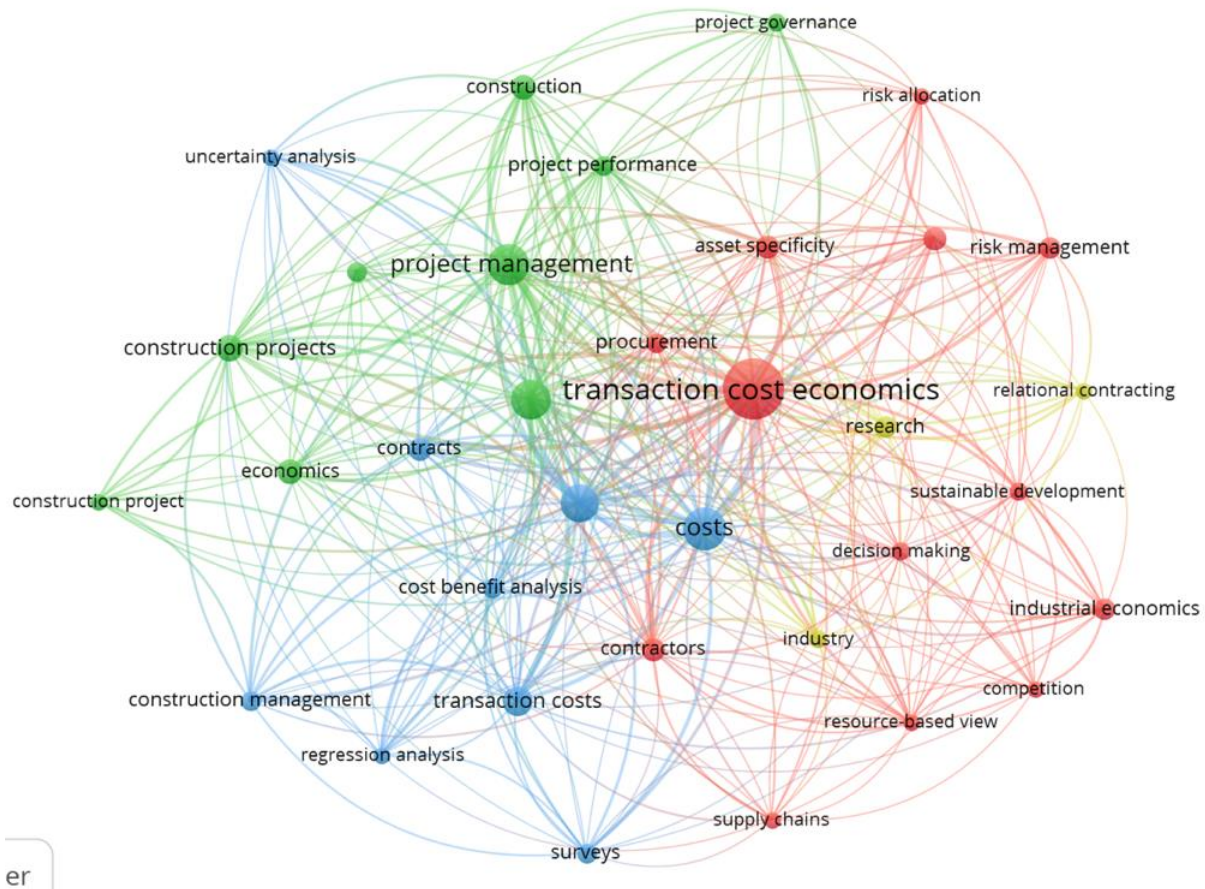 project governance
construction
risk allocation
uncertainty analysis
project performance
asset specificity
risk management
project management
construction projects
procurement
transaction cost economics
relational contracting
research
contracts
economics
construction project
sustainable development
costs
decision making
cost benefit analysis
industrial economics
industry
contractors
competition
construction management
transaction costs
resource-based view
regression analysis
supply chains
surveys
er